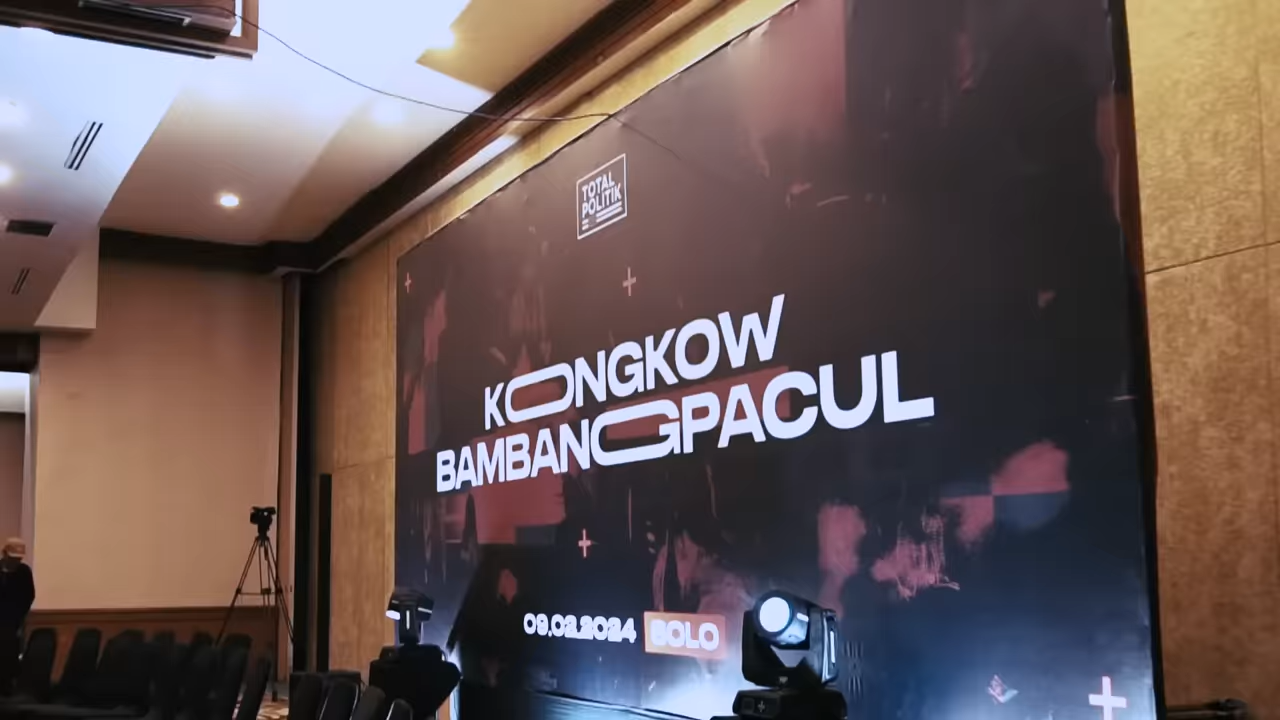 TOTAL
POLITIK
KONGKOW
BAMBANGPACUL
09.02.2024 SOLO